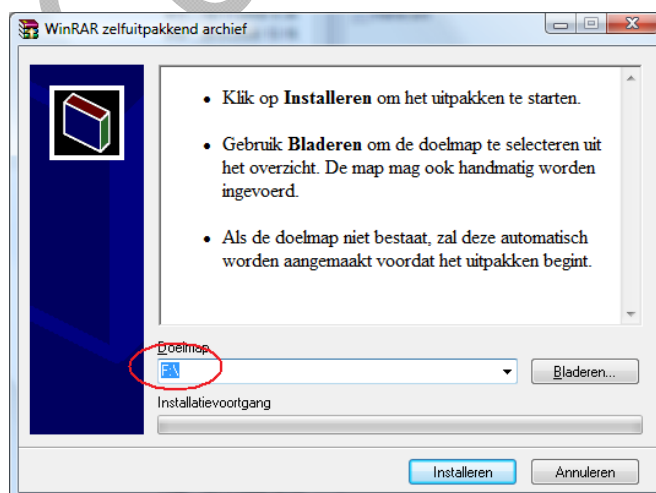 WinRAR zelfuitpakkend archief
• Klik op Installeren om het uitpakken te starten.
• Gebruik Bladeren om de doelmap te selecteren uit
het overzicht. De map mag ook handmatig worden
ingevoerd.
• Als de doelmap niet bestaat, zal deze automatisch
worden aangemaakt voordat het uitpakken begint.
Doelmap
F:\
Bladeren...
Installatievoortgang
Installeren
Annuleren